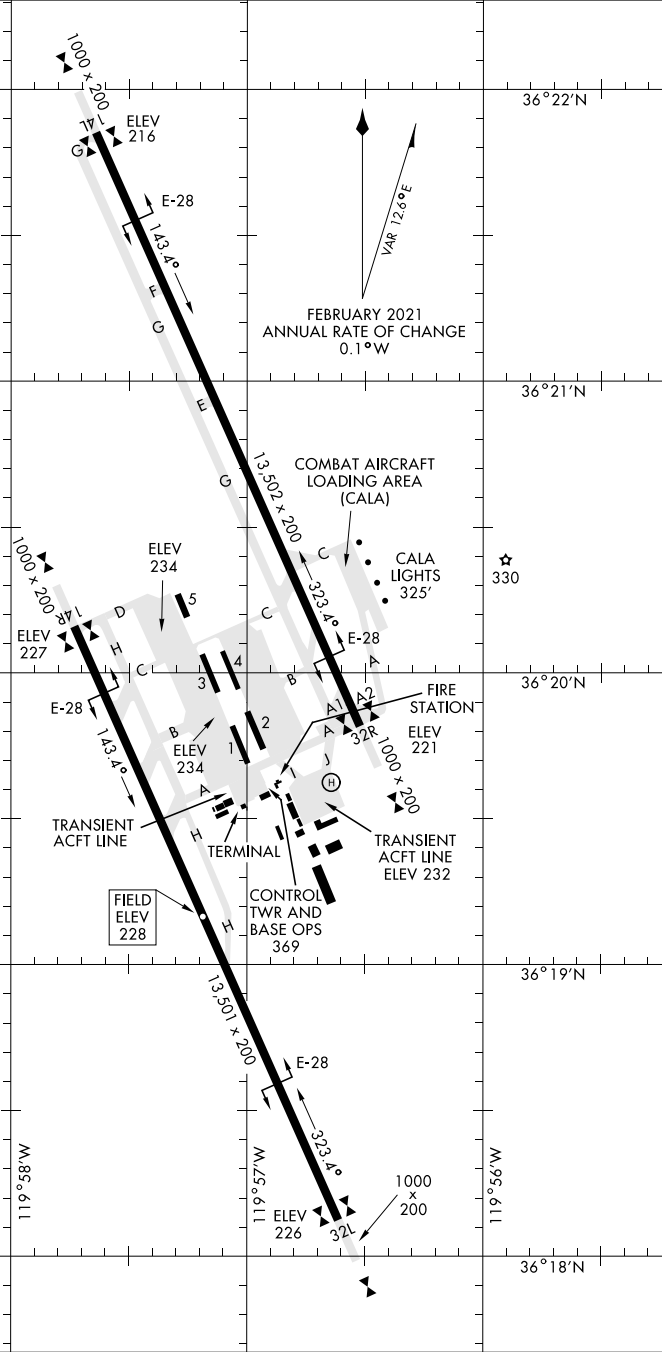 1000 x 200
14L
ELEV
216
G
36°22'N
E-28
143.4°
VAR 12.6°E
F
G
FEBRUARY 2021
ANNUAL RATE OF CHANGE
0.1°W
36°21'N
E
13,502 x 200
G
COMBAT AIRCRAFT
LOADING AREA
(CALA)
C
CALA
LIGHTS
325'
330
1000 x 200
ELEV
234
5
14R
D
C
323.4°
ELEV
227
H
E-28
C
3
4
B
A
36°20'N
E-28
A1
A2
FIRE
STATION
143.4°
B
ELEV
234
1
2
A
32R
ELEV
221
I
J
H
1000 x 200
A
H
TRANSIENT
ACFT LINE
TERMINAL
TRANSIENT
ACFT LINE
ELEV 232
FIELD
ELEV
228
CONTROL
TWR AND
BASE OPS
369
H
36°19'N
13,501 x 200
E-28
323.4°
119°58'W
119°57'W
119°56'W
1000
x
200
ELEV
226
32L
36°18'N